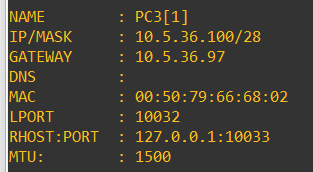 NAME        : PC3[1]
IP/MASK     : 10.5.36.100/28
GATEWAY     : 10.5.36.97
DNS         :
MAC         : 00:50:79:66:68:02
LPORT       : 10032
RHOST:PORT  : 127.0.0.1:10033
MTU:        : 1500